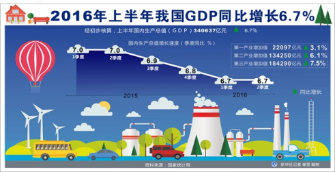 2016年上半年我国GDP同比增长6.7%
经初步核算，上半年国内生产总值（GDP）340637亿元 6.7%
国内生产总值增长速度（季度同比 %）
7.0 7.0 6.9 6.8 6.7 6.7
1季度 2季度 3季度 4季度 1季度 2季度
第一产业增加值 22097亿元 3.1%
第二产业增加值 134250亿元 6.1%
第三产业增加值 184290亿元 7.5%
同比增长
2015 2016
资料来源：国家统计局